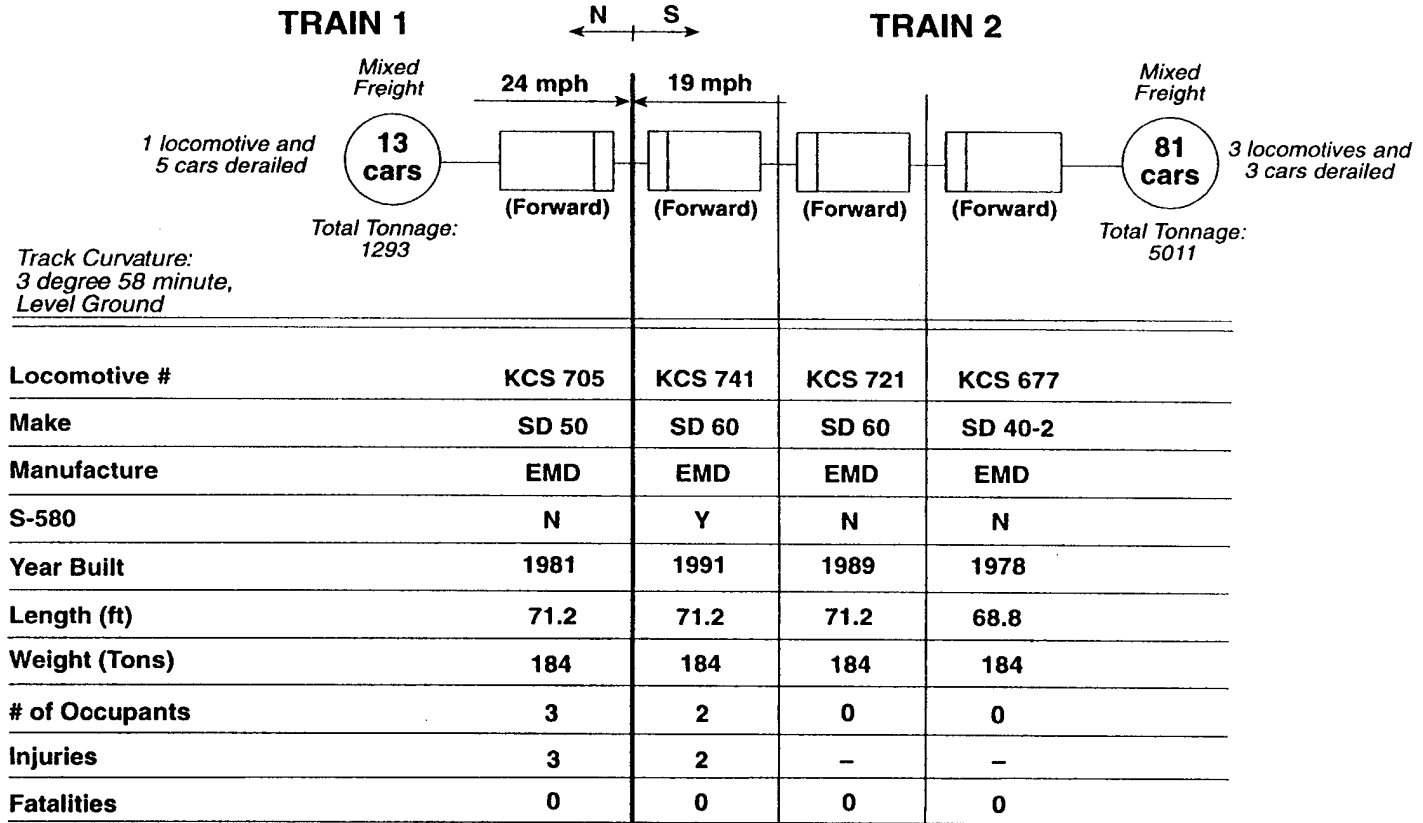 TRAIN 1
N S
TRAIN 2
Mixed
Freight
24 mph
19 mph
Mixed
Freight
1 locomotive and
5 cars derailed
13
cars
81
cars
3 locomotives and
3 cars derailed
(Forward) (Forward) (Forward) (Forward)
Total Tonnage:
1293
Total Tonnage:
5011
Track Curvature:
3 degree 58 minute,
Level Ground
Locomotive # KCS 705 KCS 741 KCS 721 KCS 677
Make SD 50 SD 60 SD 60 SD 40-2
Manufacture EMD EMD EMD EMD
S-580 N Y N N
Year Built 1981 1991 1989 1978
Length (ft) 71.2 71.2 71.2 68.8
Weight (Tons) 184 184 184 184
# of Occupants 3 2 0 0
Injuries 3 2 – –
Fatalities 0 0 0 0